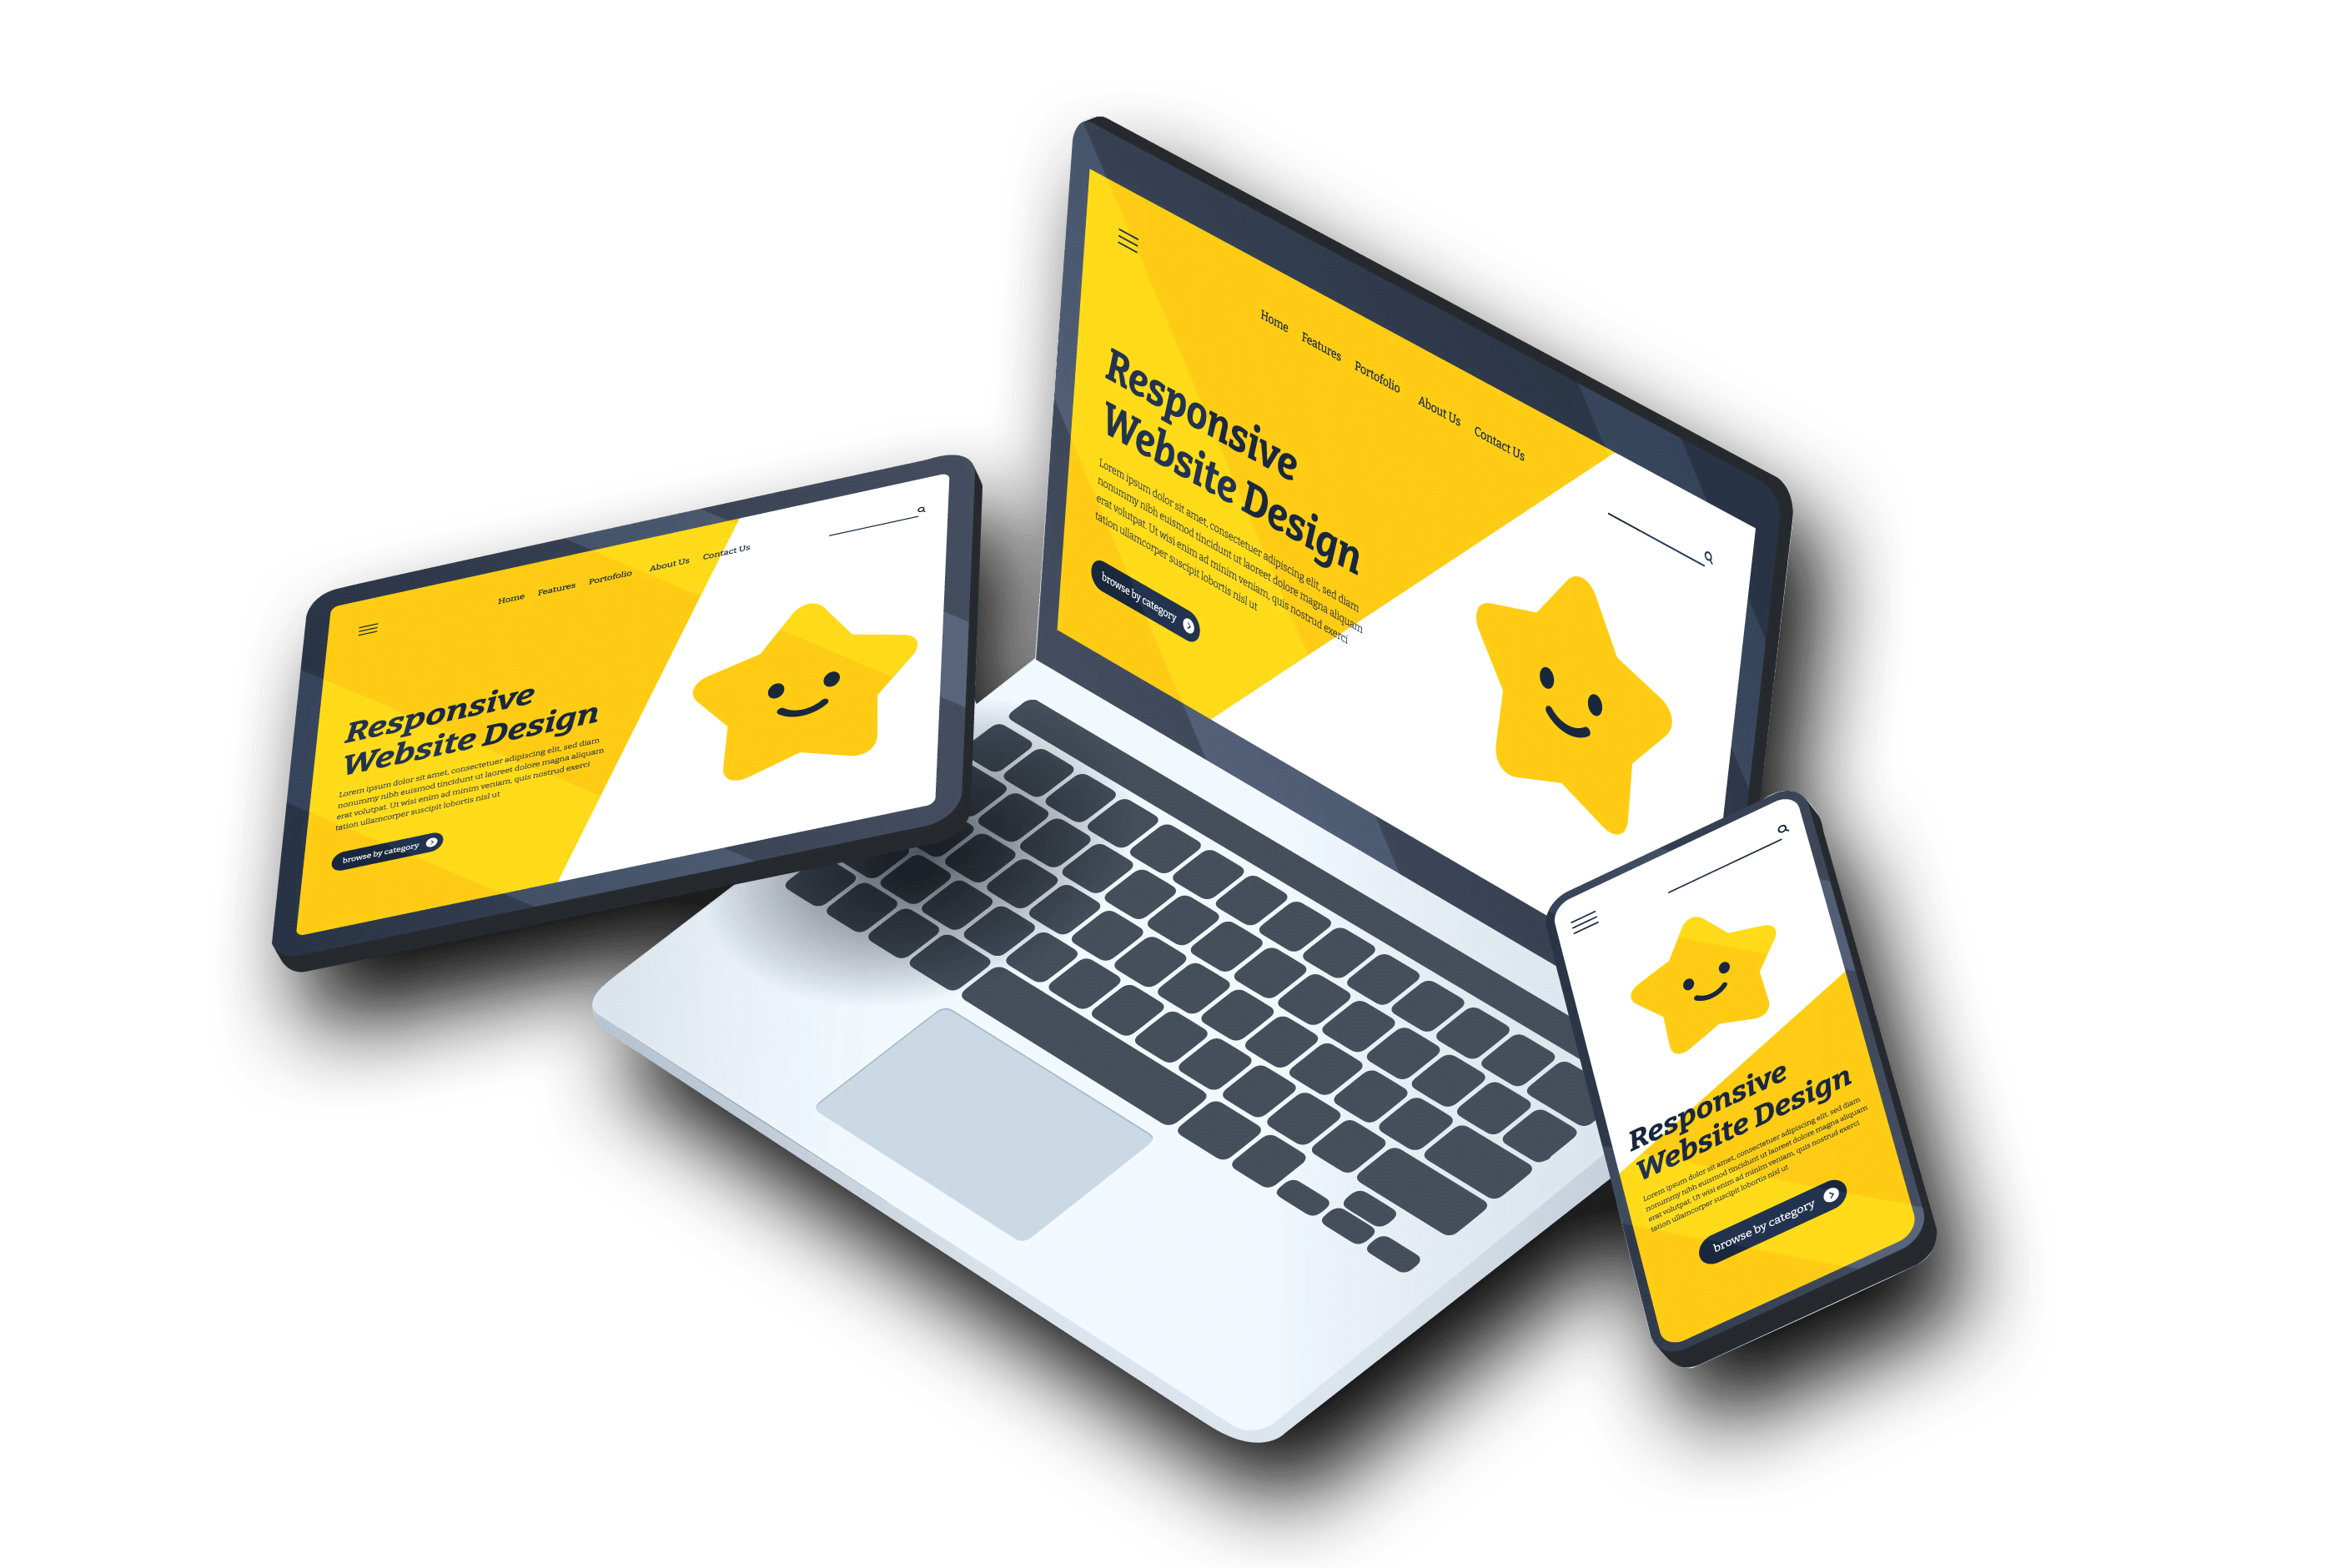 Home Features Portofolio About Us Contact Us
Responsive
Website Design
Lorem ipsum dolor sit amet, consectetuer adipiscing elit, sed diam
nonummy nibh euismod tincidunt ut laoreet dolore magna aliquam
erat volutpat. Ut wisi enim ad minim veniam, quis nostrud exerci
tation ullamcorper suscipit lobortis nisl ut
browse by category
Home Features Portofolio About Us Contact Us
Responsive
Website Design
Lorem ipsum dolor sit amet, consectetuer adipiscing elit, sed diam
nonummy nibh euismod tincidunt ut laoreet dolore magna aliquam
erat volutpat. Ut wisi enim ad minim veniam, quis nostrud exerci
tation ullamcorper suscipit lobortis nisl ut
browse by category
Responsive
Website Design
Lorem ipsum dolor sit amet, consectetuer adipiscing elit, sed diam
nonummy nibh euismod tincidunt ut laoreet dolore magna aliquam
erat volutpat. Ut wisi enim ad minim veniam, quis nostrud exerci
tation ullamcorper suscipit lobortis nisl ut
browse by category